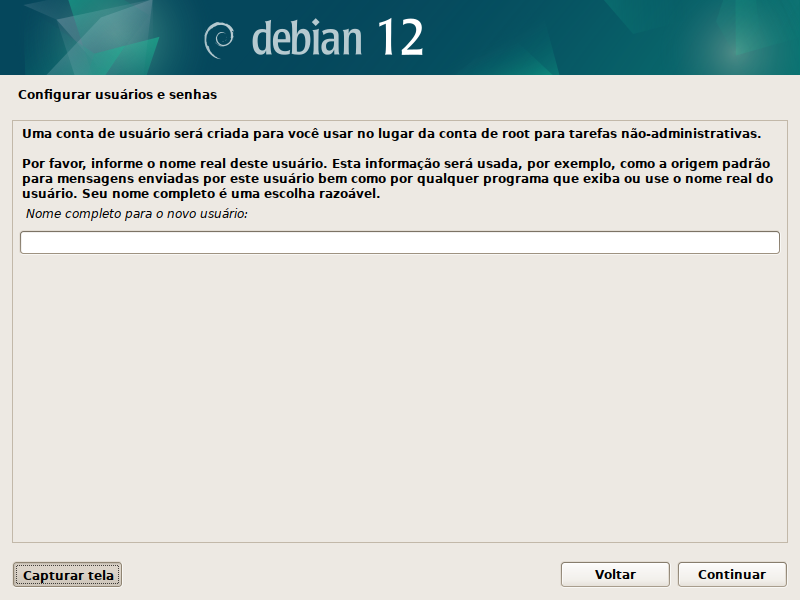 debian 12
Configurar usuários e senhas
Uma conta de usuário será criada para você usar no lugar da conta de root para tarefas não-administrativas.
Por favor, informe o nome real deste usuário. Esta informação será usada, por exemplo, como a origem padrão
para mensagens enviadas por este usuário bem como por qualquer programa que exiba ou use o nome real do
usuário. Seu nome completo é uma escolha razoável.
Nome completo para o novo usuário:
Capturar tela
Voltar
Continuar